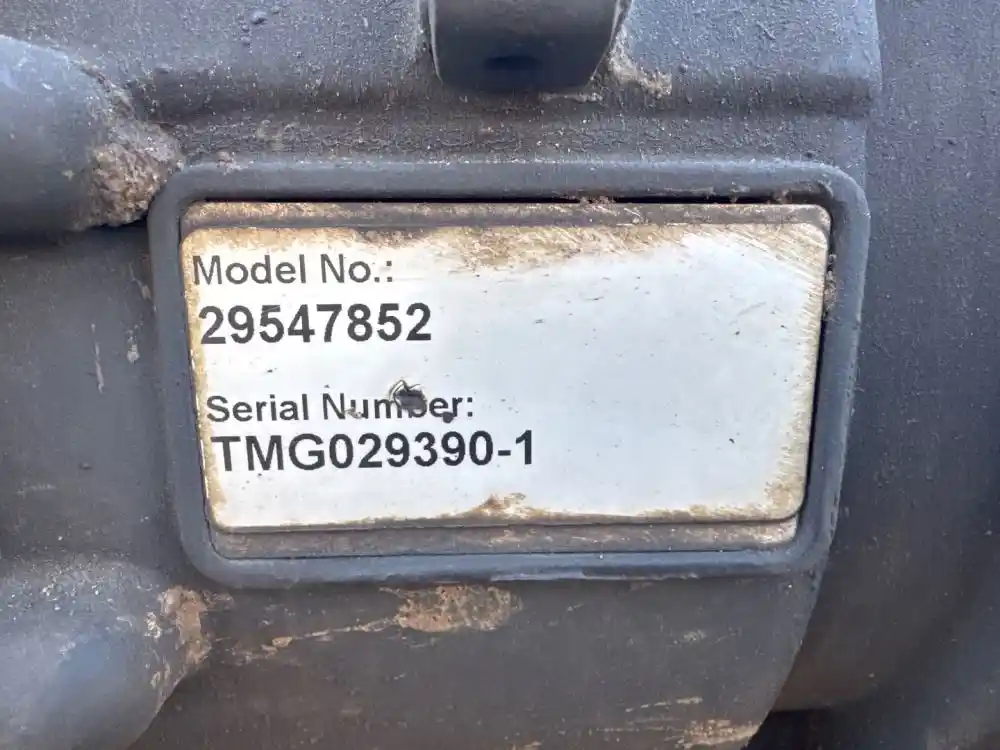 Model No.:
29547852
Serial Number:
TMG029390-1